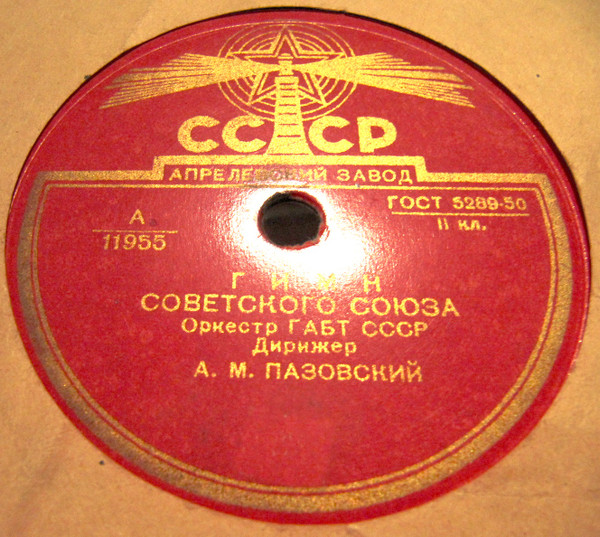 СССР
АПРЕЛЕВСКИЙ ЗАВОД
А
11955
ГОСТ 5289-50
II кл.
ГИМН
СОВЕТСКОГО СОЮЗА
Оркестр ГАБТ СССР
Дирижер
А. М. ПАЗОВСКИЙ